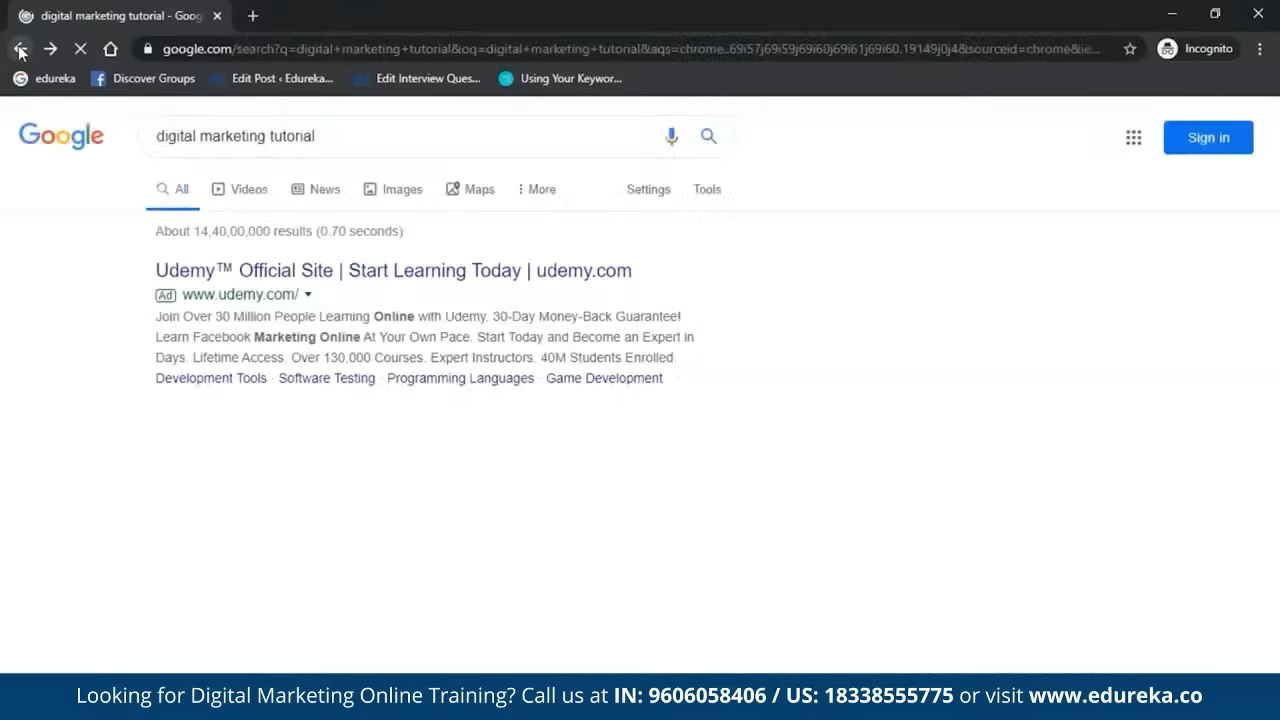 digital marketing tutorial - Goog
google.com/search?q=digital+marketing+tutorial&oq=digital+marketing+tutorial&aqs=chrome..69i57j69i59j69i60j69i61j69i60.19149j0j4&sourceid=chrome&ie...
Incognito
edureka
Discover Groups
Edit Post ‹ Edureka...
Edit Interview Ques...
Using Your Keywor...
Google
digital marketing tutorial
Sign in
All
Videos
News
Images
Maps
More
Settings
Tools
About 14,40,00,000 results (0.70 seconds)
Udemy™ Official Site | Start Learning Today | udemy.com
Ad www.udemy.com/
Join Over 30 Million People Learning Online with Udemy. 30-Day Money-Back Guarantee!
Learn Facebook Marketing Online At Your Own Pace. Start Today and Become an Expert in
Days. Lifetime Access. Over 130,000 Courses. Expert Instructors. 40M Students Enrolled
Development Tools · Software Testing · Programming Languages · Game Development
Looking for Digital Marketing Online Training? Call us at IN: 9606058406 / US: 18338555775 or visit www.edureka.co